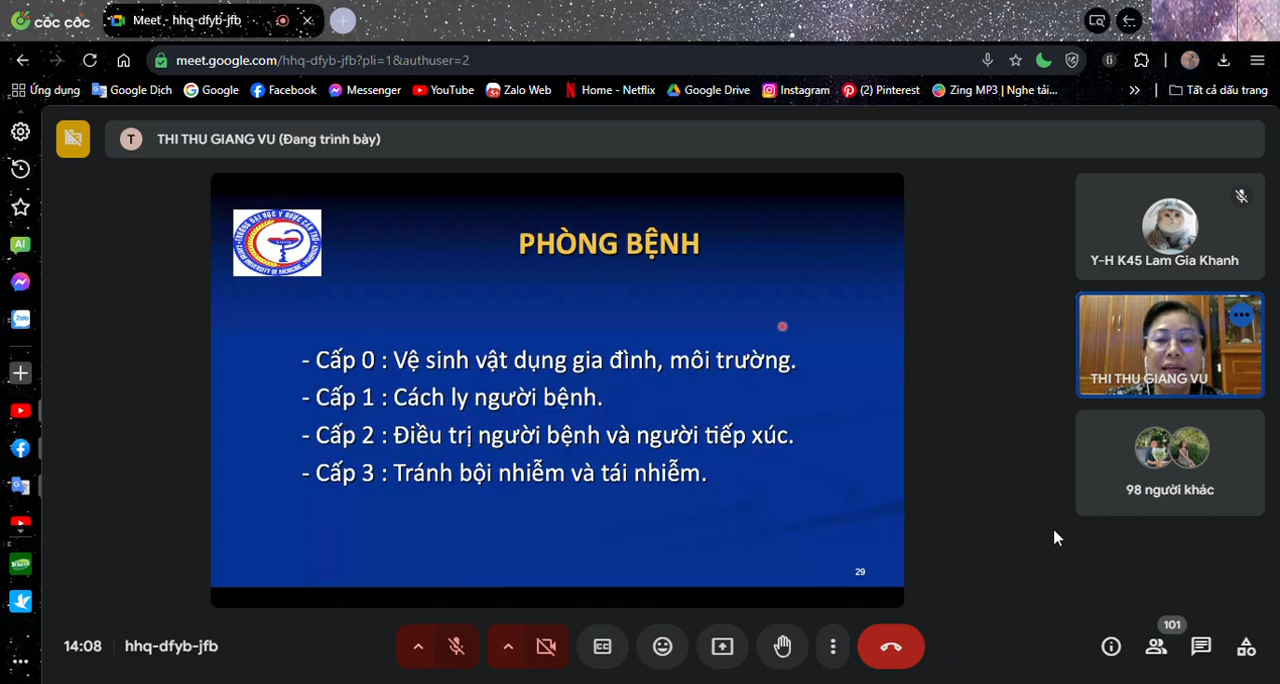 cốc cốc
Meet - hhq-dfyb-jfb
meet.google.com/hhq-dfyb-jfb?pli=1&authuser=2
Ứng dụng
Google Dịch
Google
Facebook
Messenger
YouTube
Zalo Web
Home - Netflix
Google Drive
Instagram
(2) Pinterest
Zing MP3 | Nghe tải...
Tất cả dấu trang
T
THI THU GIANG VU (Đang trình bày)
PHÒNG BỆNH
- Cấp 0 : Vệ sinh vật dụng gia đình, môi trường.
- Cấp 1 : Cách ly người bệnh.
- Cấp 2 : Điều trị người bệnh và người tiếp xúc.
- Cấp 3 : Tránh bội nhiễm và tái nhiễm.
29
Y-H K45 Lam Gia Khanh
THI THU GIANG VU
98 người khác
AI
Zalo
14:08
hhq-dfyb-jfb
CC
101